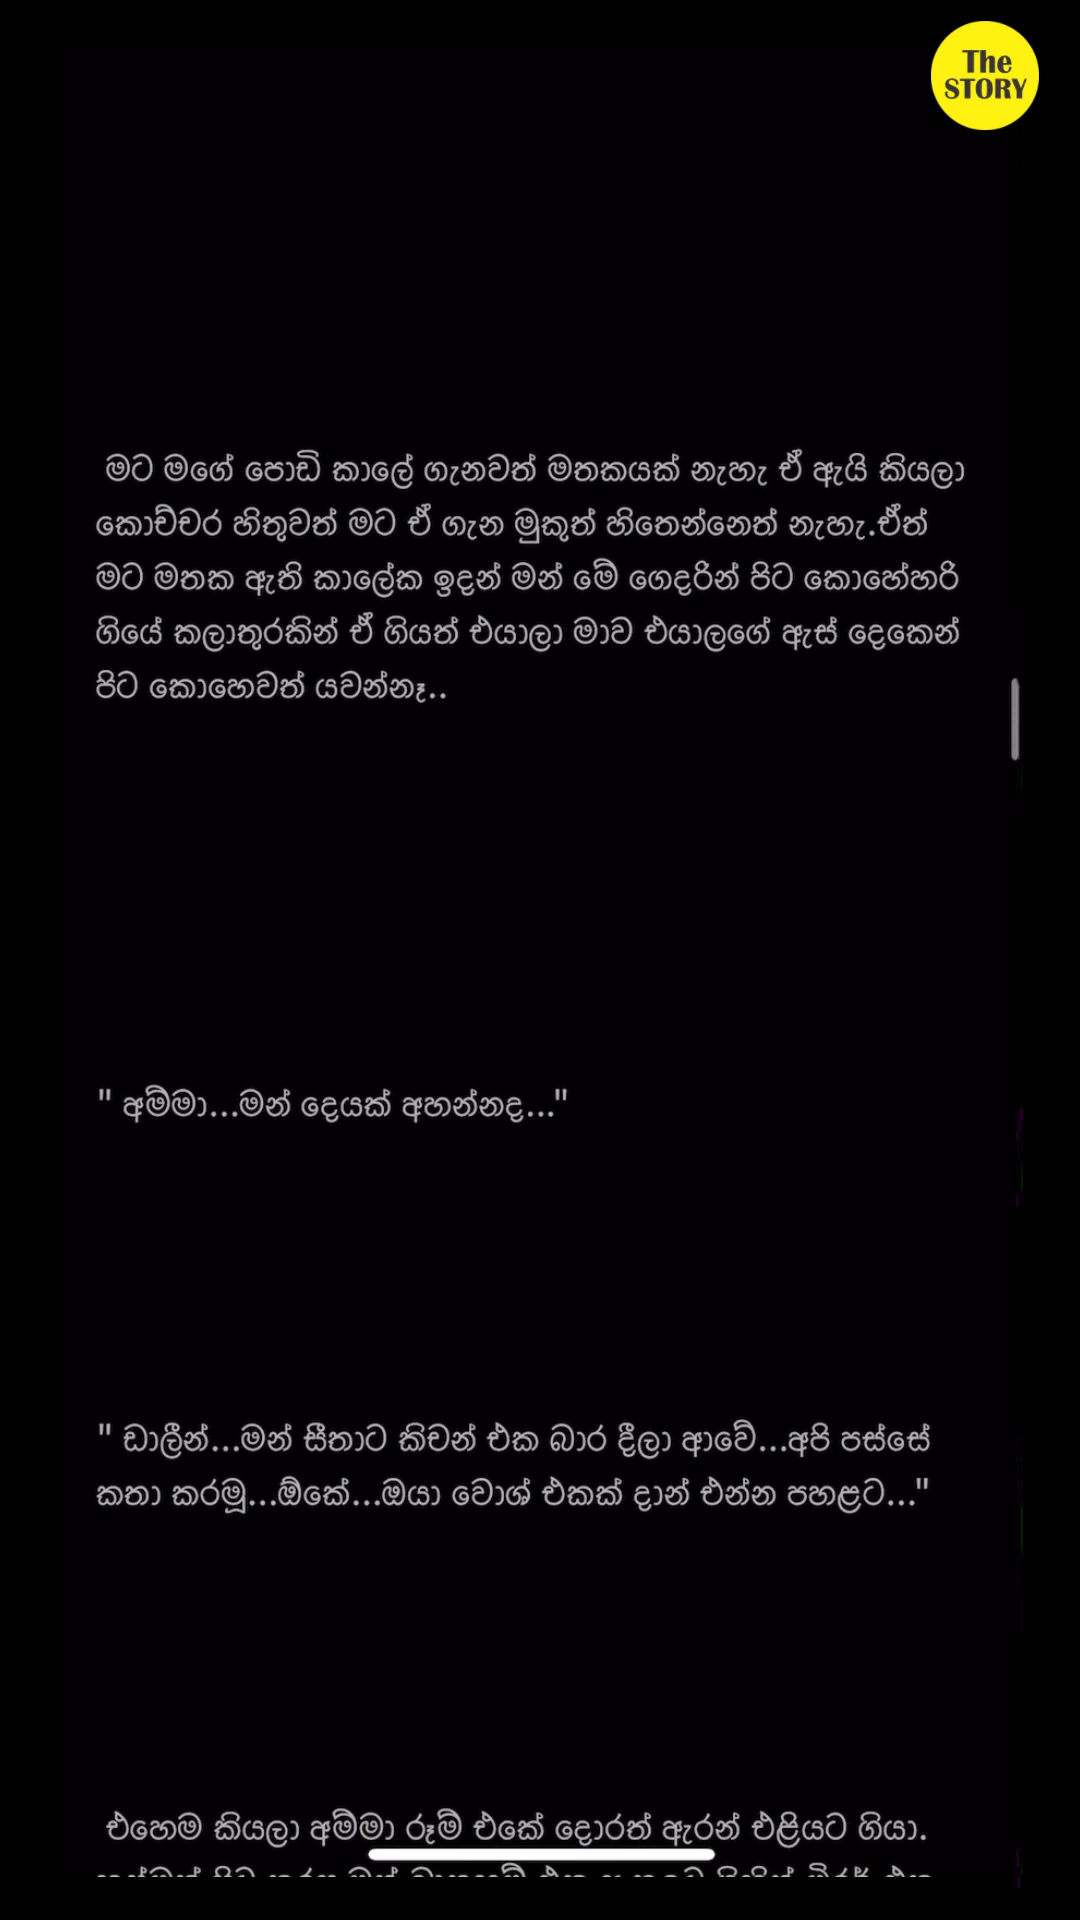 The
STORY
මට මගේ පොඩි කාලේ ගැනවත් මතකයක් නැහැ ඒ ඇයි කියලා
කොච්චර හිතුවත් මට ඒ ගැන මුකුත් හිතෙන්නෙත් නැහැ.ඒත්
මට මතක ඇති කාලේක ඉදන් මන් මේ ගෙදරින් පිට කොහේහරි
ගියේ කලාතුරකින් ඒ ගියත් එයාලා මාව එයාලගේ ඇස් දෙකෙන්
පිට කොහෙවත් යවන්නෑ..
" අම්මා...මන් දෙයක් අහන්නද..."
" ඩාලීන්...මන් සීතාට කිචන් එක බාර දීලා ආවේ...අපි පස්සේ
කතා කරමූ...ඕකේ...ඔයා වොශ් එකක් දාන් එන්න පහළට..."
එහෙම කියලා අම්මා රූම් එකේ දොරත් ඇරන් එළියට ගියා.